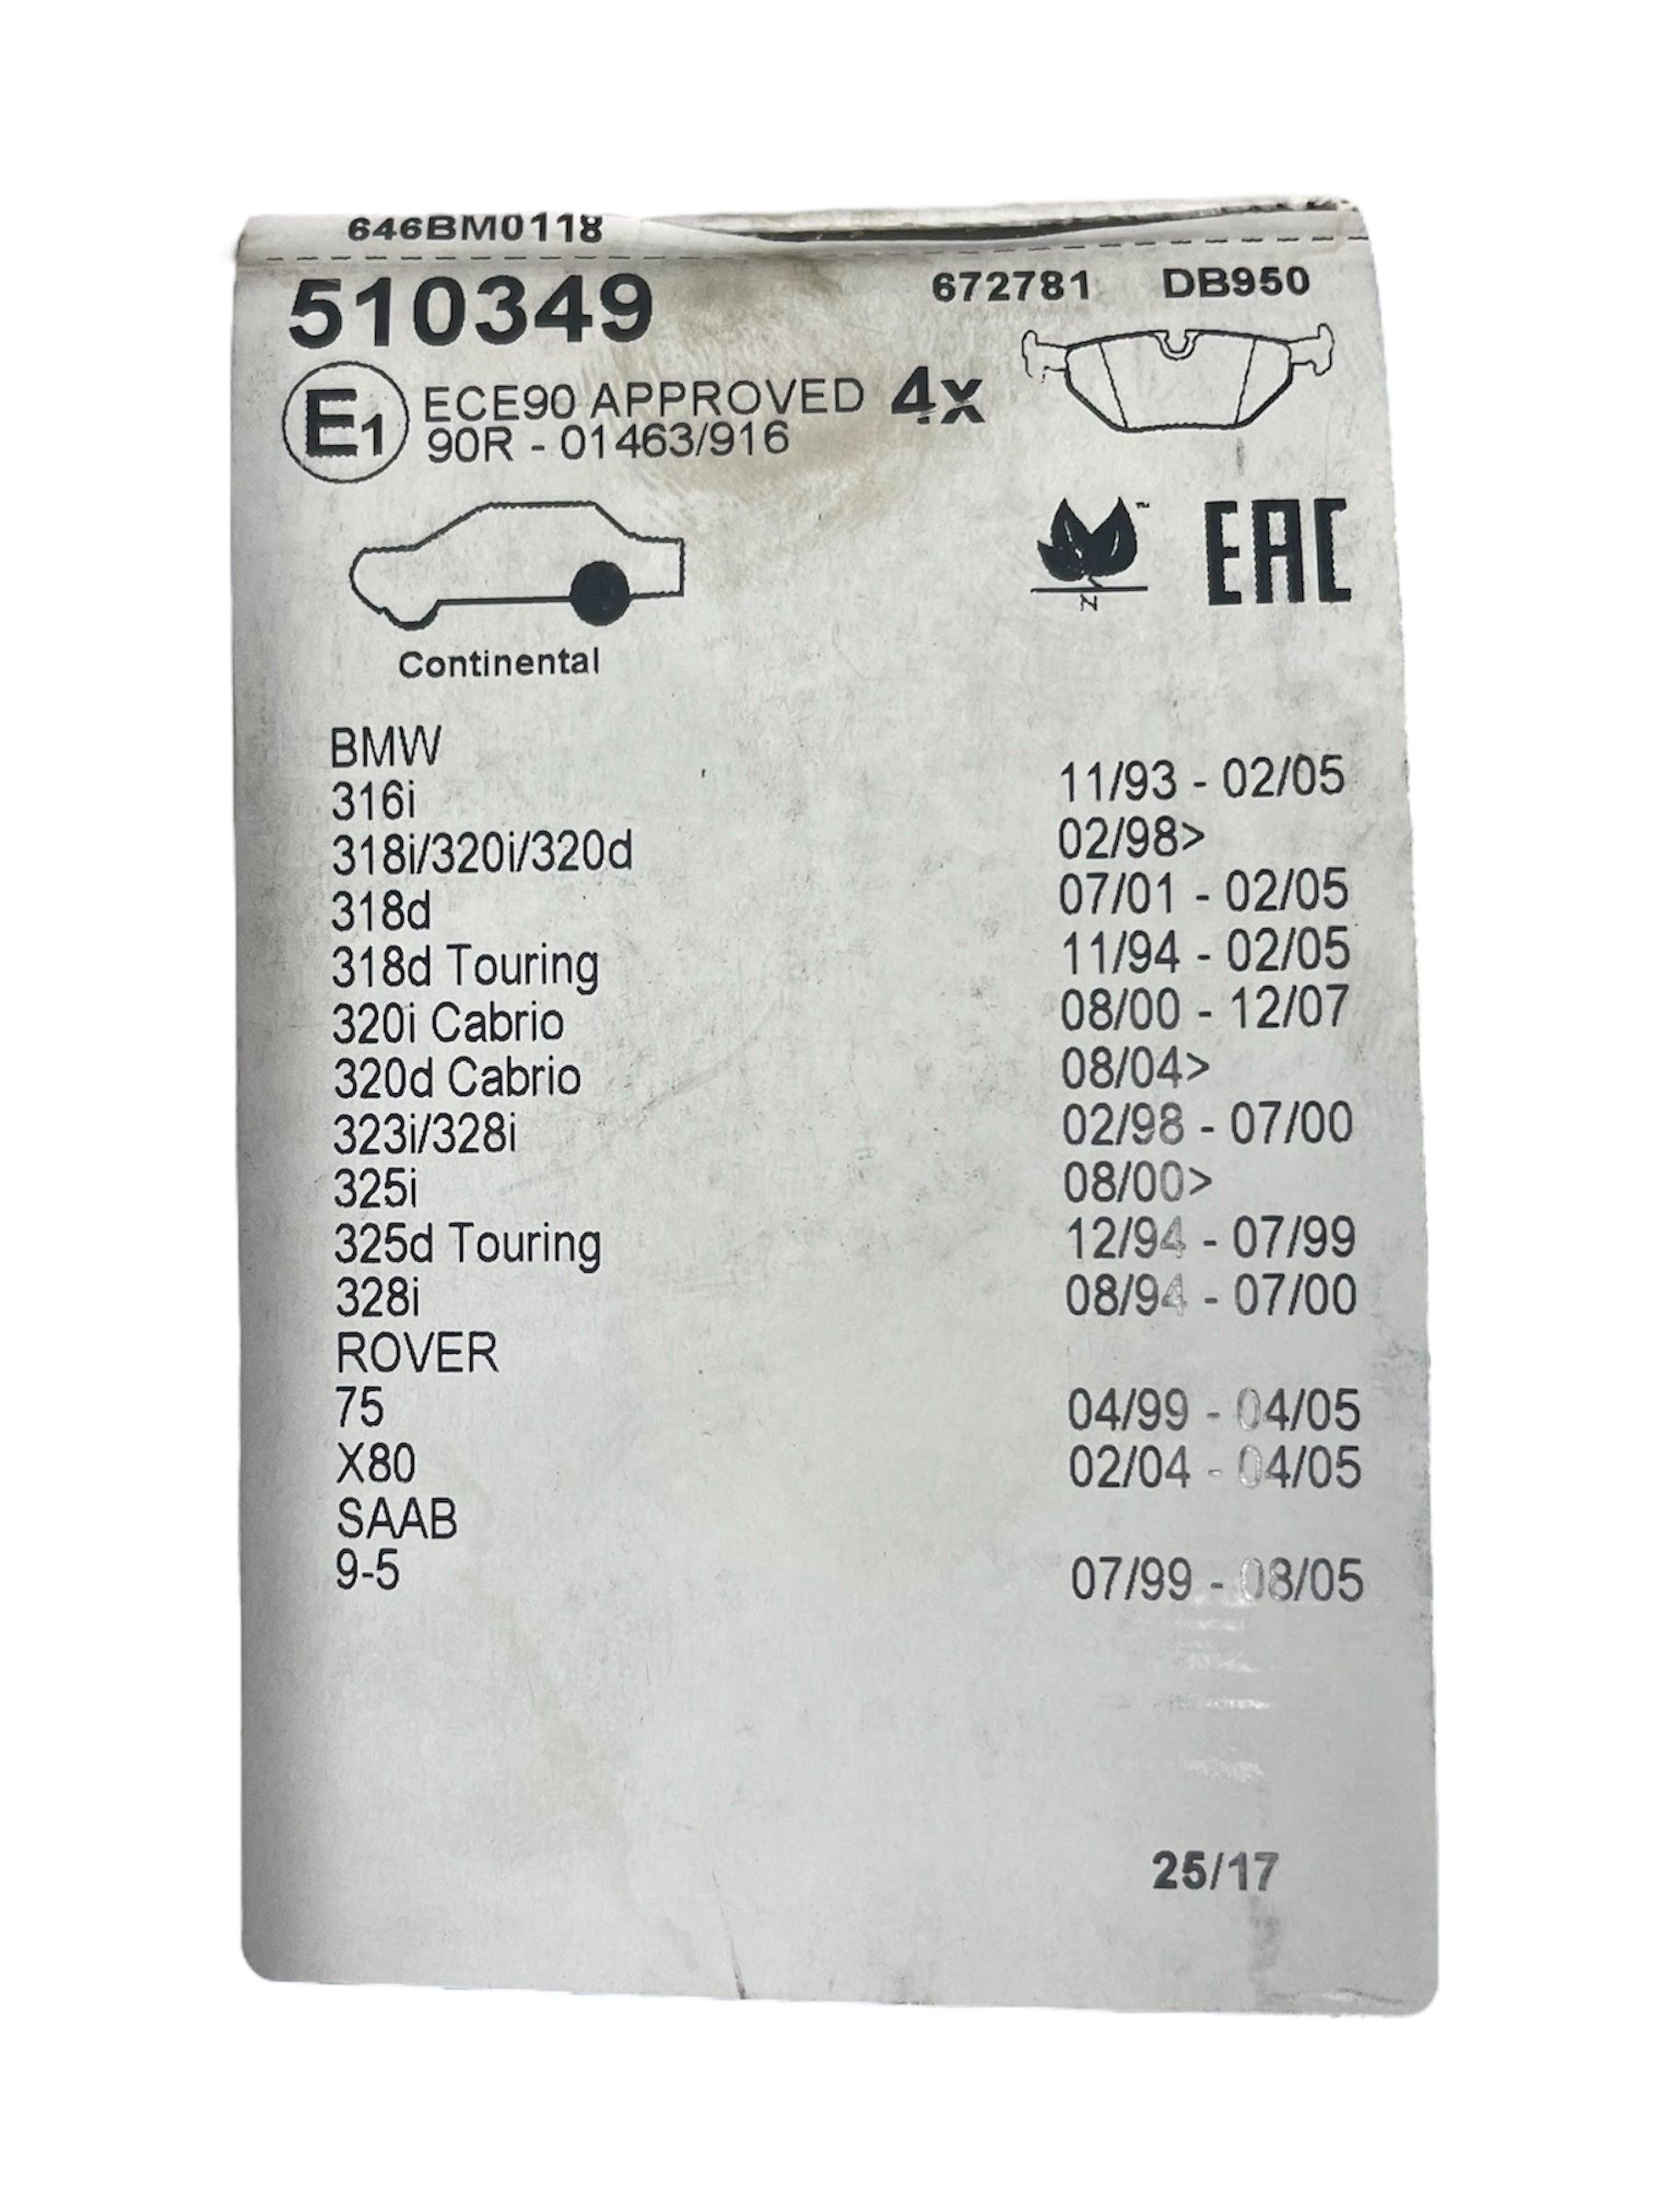 646BM0118
510349 672781 DB950
E1 ECE90 APPROVED 4x
90R - 01463/916
N ™ EAC
Continental
BMW
316i 11/93 - 02/05
318i/320i/320d 02/98>
318d 07/01 - 02/05
318d Touring 11/94 - 02/05
320i Cabrio 08/00 - 12/07
320d Cabrio 08/04>
323i/328i 02/98 - 07/00
325i 08/00>
325d Touring 12/94 - 07/99
328i 08/94 - 07/00
ROVER
75 04/99 - 04/05
X80 02/04 - 04/05
SAAB
9-5 07/99 - 08/05
25/17